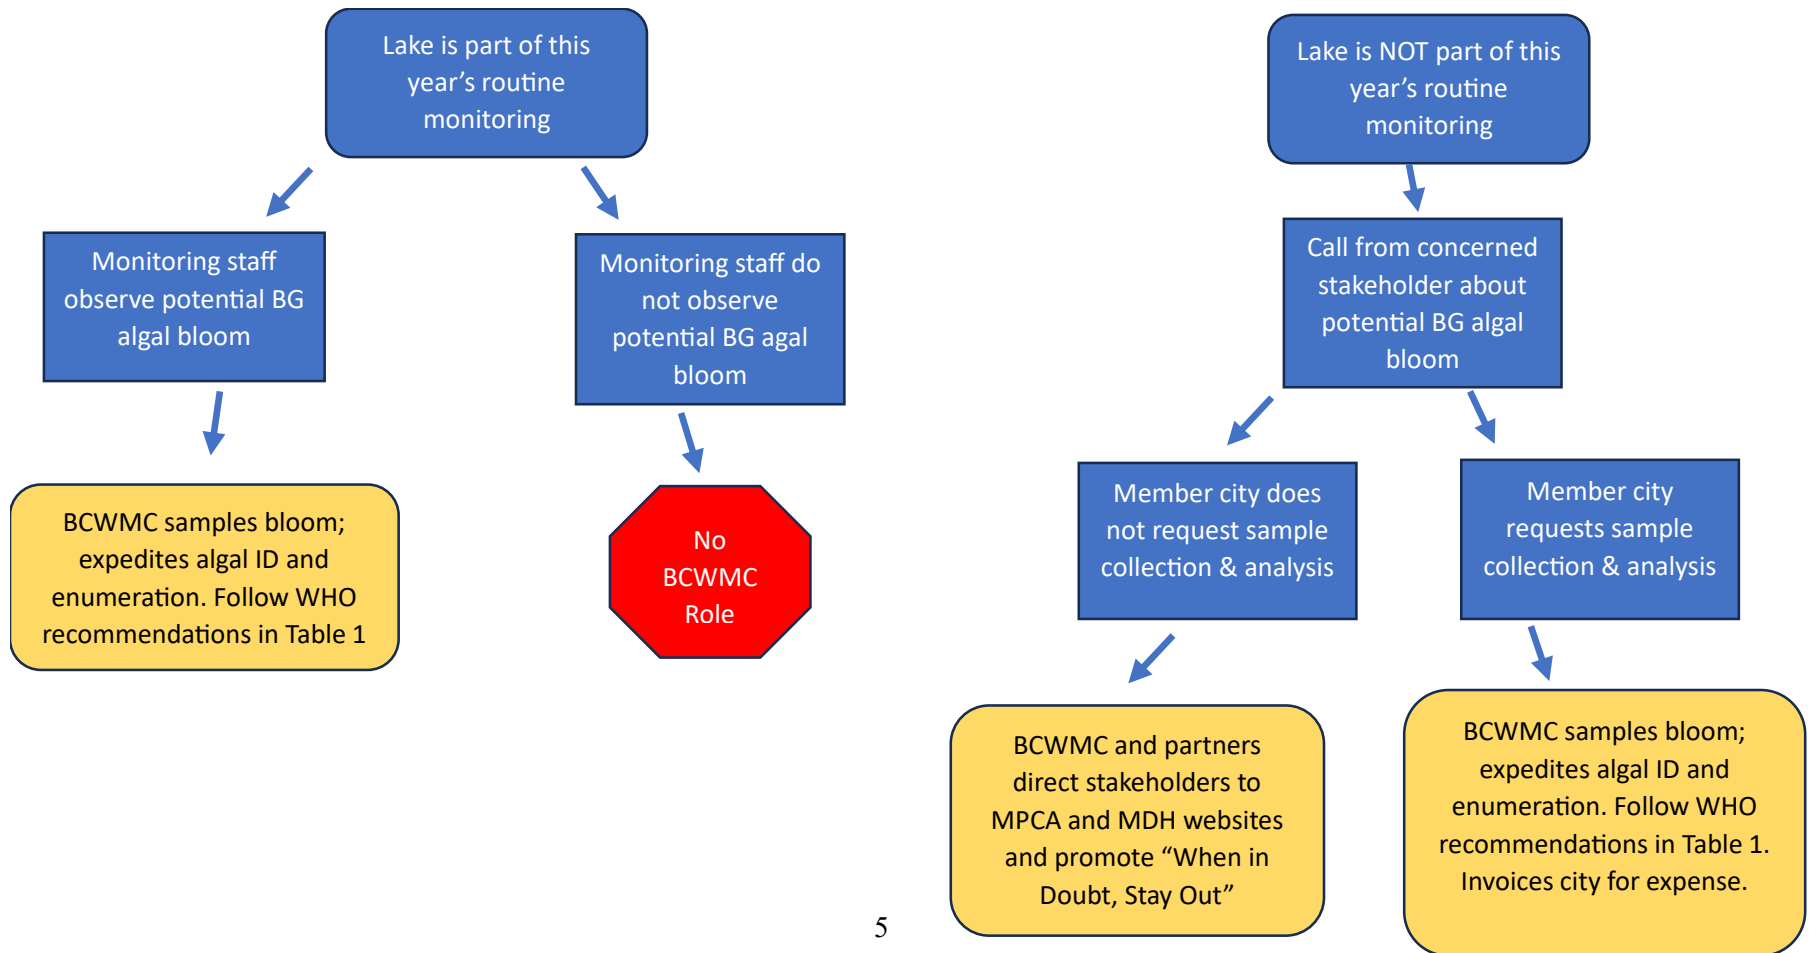 Lake is part of this
year’s routine
monitoring
Monitoring staff
observe potential BG
algal bloom
Monitoring staff do
not observe
potential BG agal
bloom
BCWMC samples bloom;
expedites algal ID and
enumeration. Follow WHO
recommendations in Table 1
No
BCWMC
Role
Lake is NOT part of this
year’s routine
monitoring
Call from concerned
stakeholder about
potential BG algal
bloom
Member city does
not request sample
collection & analysis
Member city
requests sample
collection & analysis
BCWMC and partners
direct stakeholders to
MPCA and MDH websites
and promote “When in
Doubt, Stay Out”
BCWMC samples bloom;
expedites algal ID and
enumeration. Follow WHO
recommendations in Table 1.
Invoices city for expense.
5